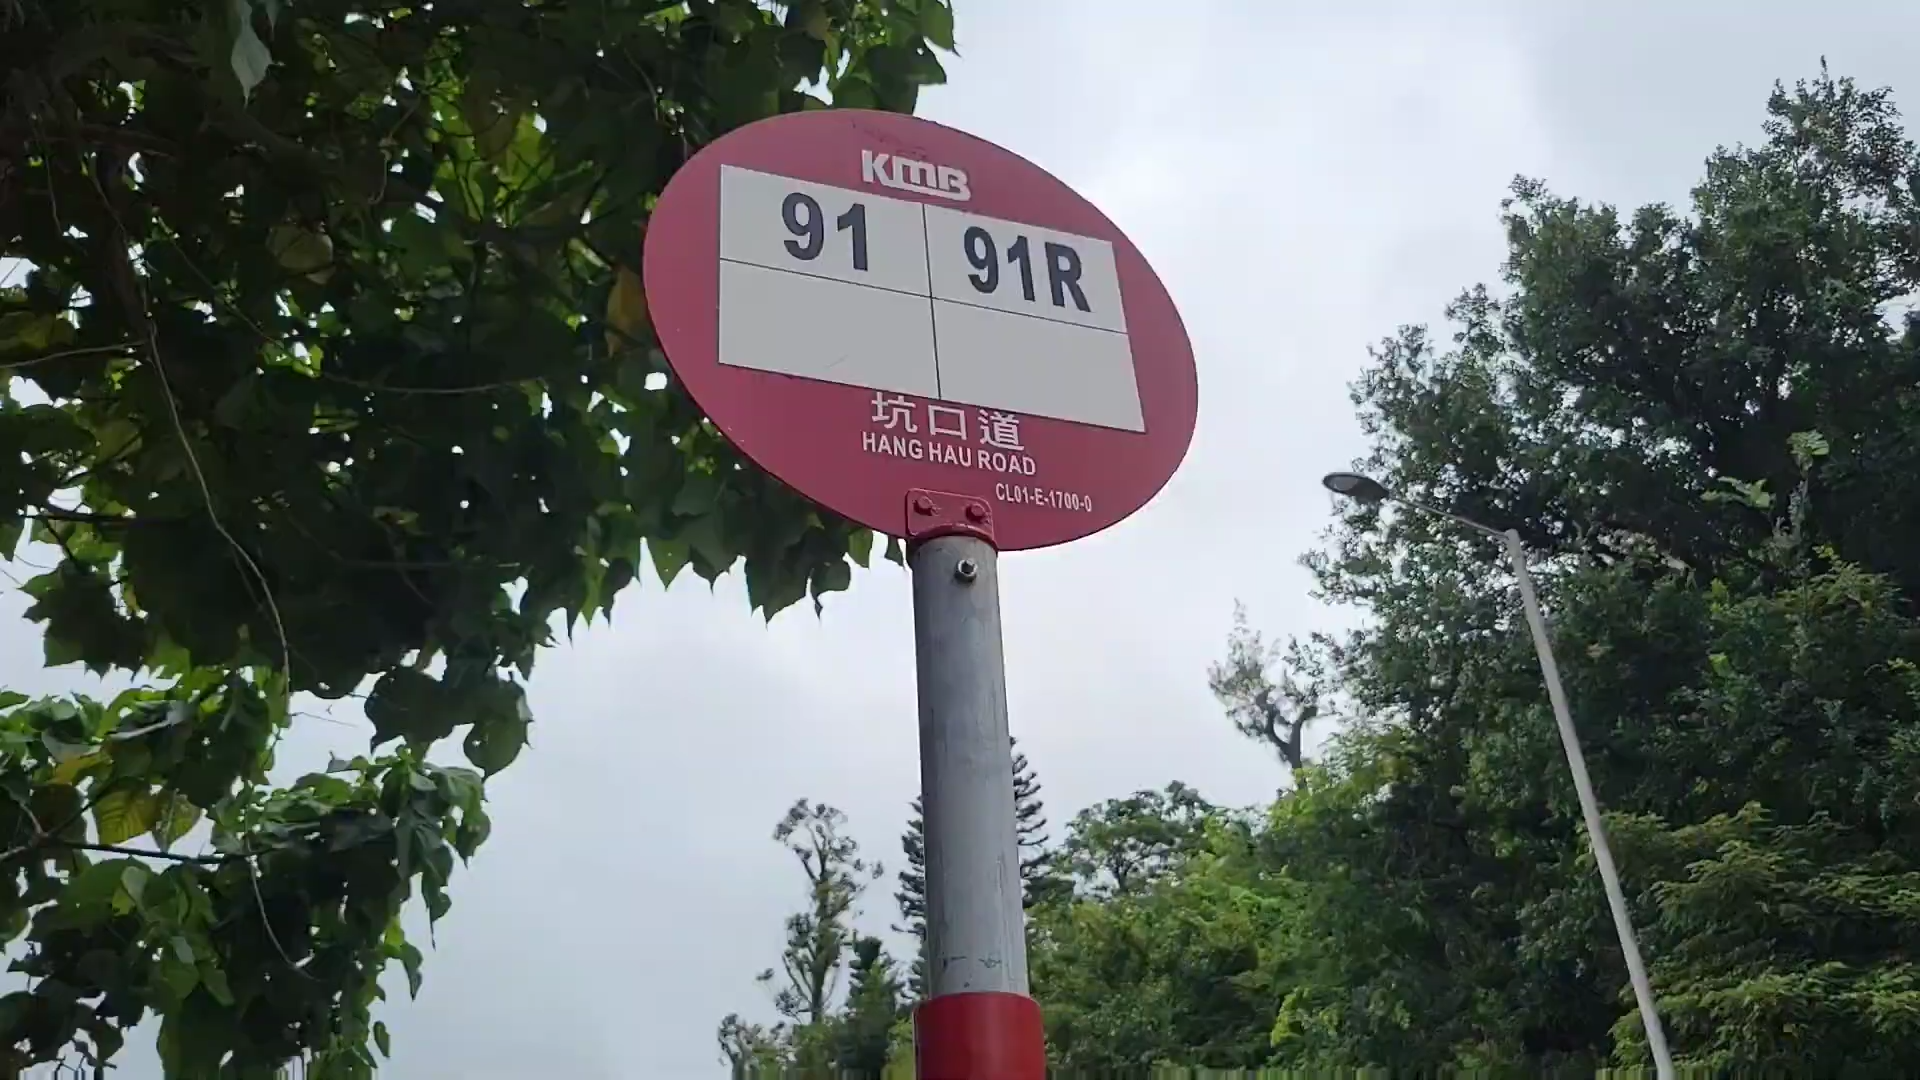 KMB
91 91R
坑口道
HANG HAU ROAD
CL01-E-1700-0